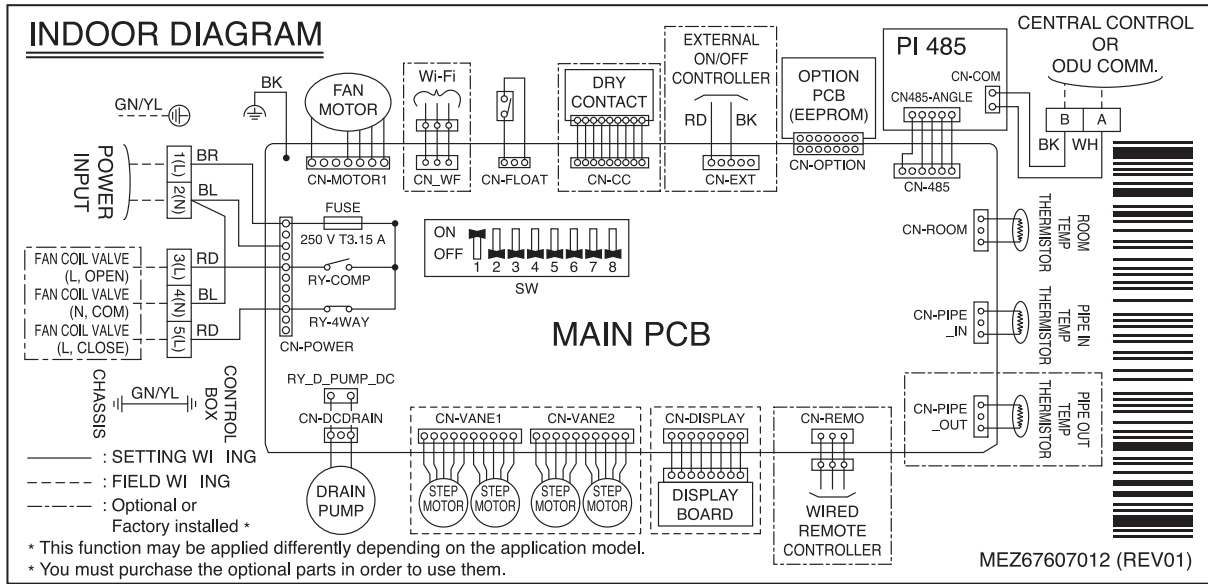 INDOOR DIAGRAM
GN/YL
BK
FAN
MOTOR
CN-MOTOR1
Wi-Fi
CN_WF
CN-FLOAT
DRY
CONTACT
CN-CC
EXTERNAL
ON/OFF
CONTROLLER
RD
BK
CN-EXT
OPTION
PCB
(EEPROM)
CN-OPTION
PI 485
CN-COM
CN485-ANGLE
CN-485
CENTRAL CONTROL
OR
ODU COMM.
B
A
BK
WH
POWER
INPUT
1(L)
BR
2(N)
BL
FAN COIL VALVE
(L, OPEN)
3(L)
RD
FAN COIL VALVE
(N, COM)
4(N)
BL
FAN COIL VALVE
(L, CLOSE)
5(L)
RD
FUSE
250 V T3.15 A
RY-COMP
RY-4WAY
CN-POWER
ON
OFF
1 2 3 4 5 6 7 8
SW
MAIN PCB
CN-ROOM
ROOM
TEMP
THERMISTOR
CN-PIPE
_IN
PIPE IN
TEMP
THERMISTOR
CN-PIPE
_OUT
PIPE OUT
TEMP
THERMISTOR
CHASSIS
GN/YL
CONTROL
BOX
RY_D_PUMP_DC
CN-DCDRAIN
DRAIN
PUMP
CN-VANE1
STEP
MOTOR
STEP
MOTOR
CN-VANE2
STEP
MOTOR
STEP
MOTOR
CN-DISPLAY
DISPLAY
BOARD
CN-REMO
WIRED
REMOTE
CONTROLLER
: SETTING WI ING
: FIELD WI ING
: Optional or
Factory installed *
* This function may be applied differently depending on the application model.
* You must purchase the optional parts in order to use them.
MEZ67607012 (REV01)